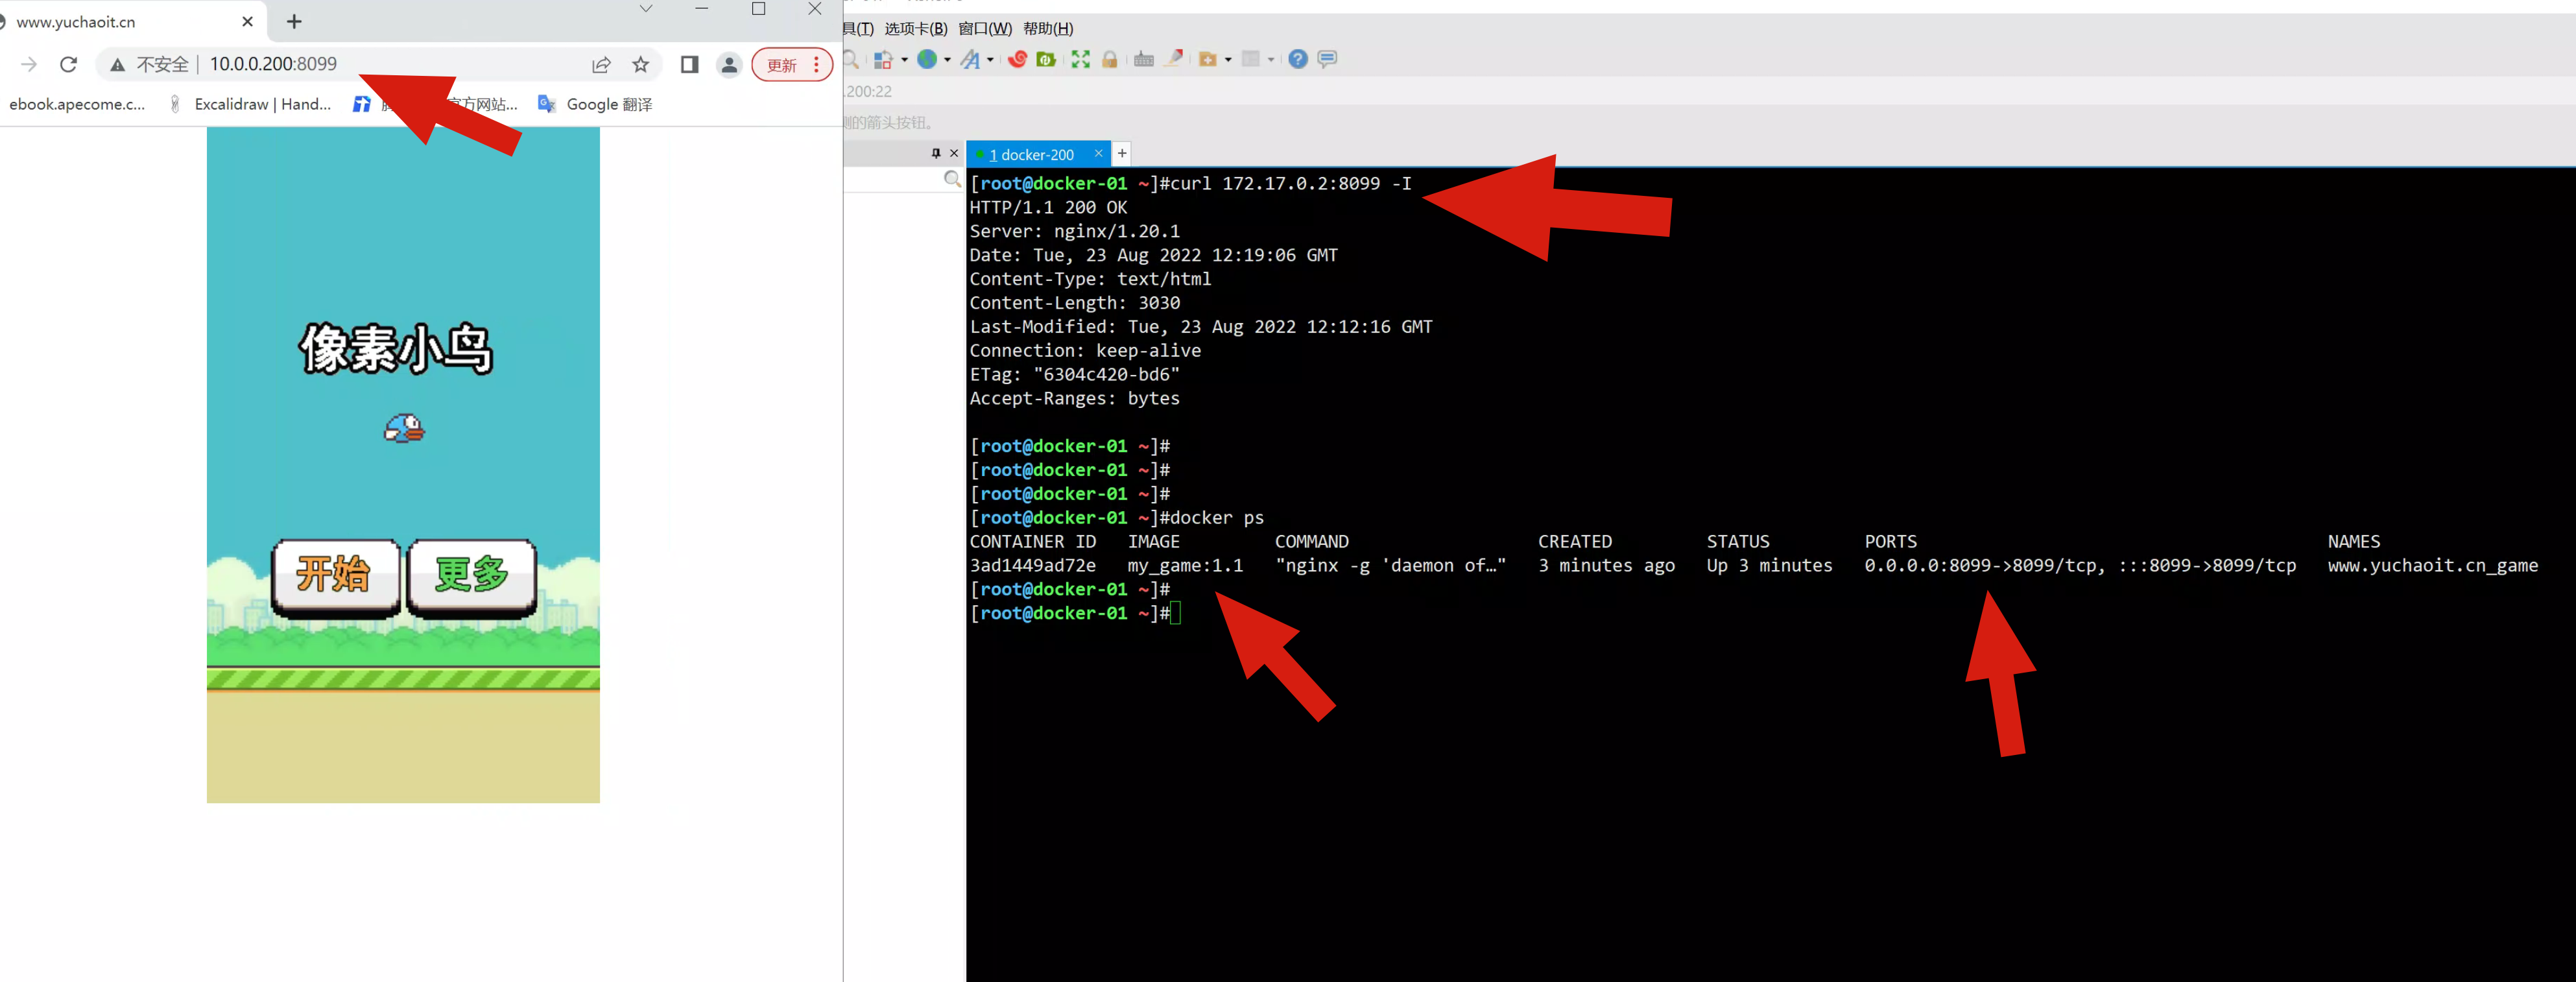 www.yuchaoit.cn
不安全 | 10.0.0.200:8099
更新
ebook.apecome.c...
Excalidraw | Hand...
官方网站...
Google 翻译
像素小鸟
开始
更多
具(T) 选项卡(B) 窗口(W) 帮助(H)
.200:22
侧的箭头按钮。
1 docker-200
[root@docker-01 ~]#curl 172.17.0.2:8099 -I
HTTP/1.1 200 OK
Server: nginx/1.20.1
Date: Tue, 23 Aug 2022 12:19:06 GMT
Content-Type: text/html
Content-Length: 3030
Last-Modified: Tue, 23 Aug 2022 12:12:16 GMT
Connection: keep-alive
ETag: "6304c420-bd6"
Accept-Ranges: bytes
[root@docker-01 ~]#
[root@docker-01 ~]#
[root@docker-01 ~]#
[root@docker-01 ~]#docker ps
CONTAINER ID IMAGE COMMAND CREATED STATUS PORTS NAMES
3ad1449ad72e my_game:1.1 "nginx -g 'daemon of…" 3 minutes ago Up 3 minutes 0.0.0.0:8099->8099/tcp, :::8099->8099/tcp www.yuchaoit.cn_game
[root@docker-01 ~]#
[root@docker-01 ~]#